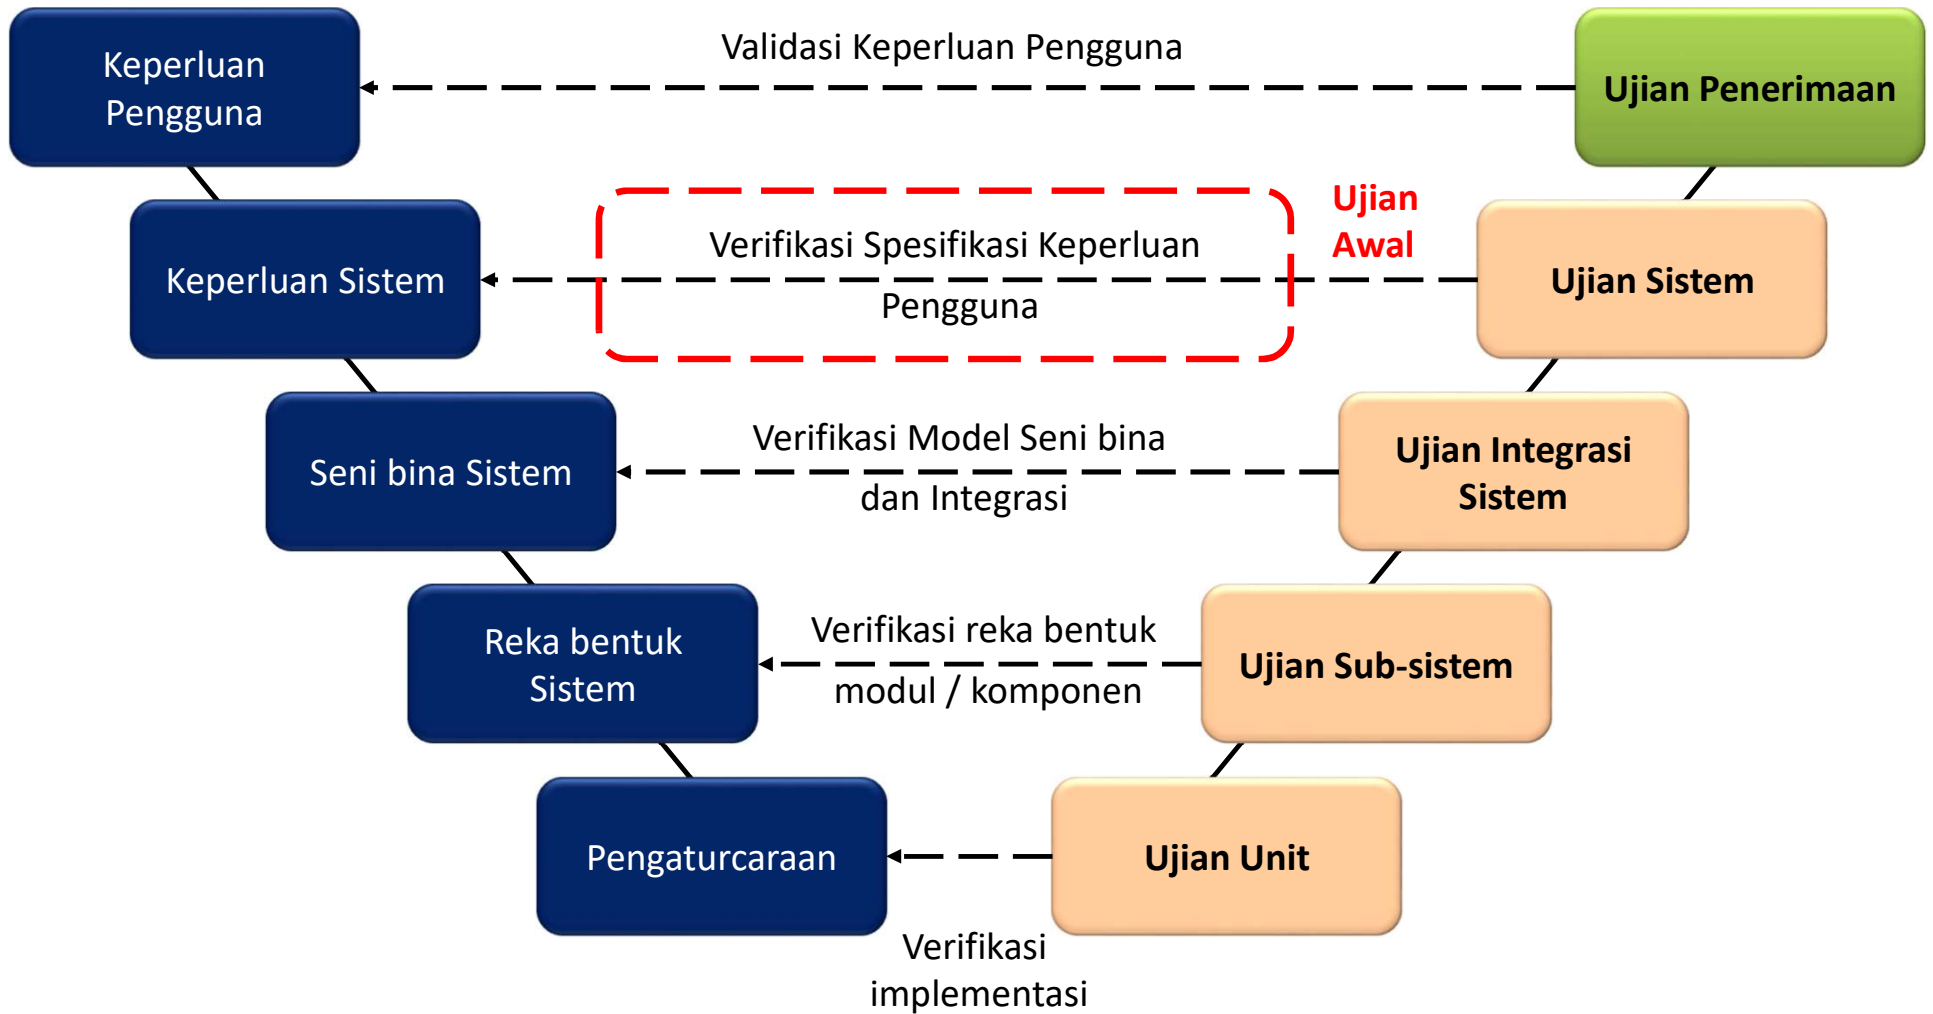 Keperluan
Pengguna
Validasi Keperluan Pengguna
Ujian Penerimaan
Keperluan Sistem
Verifikasi Spesifikasi Keperluan
Pengguna
Ujian
Awal
Ujian Sistem
Seni bina Sistem
Verifikasi Model Seni bina
dan Integrasi
Ujian Integrasi
Sistem
Reka bentuk
Sistem
Verifikasi reka bentuk
modul / komponen
Ujian Sub-sistem
Pengaturcaraan
Verifikasi
implementasi
Ujian Unit